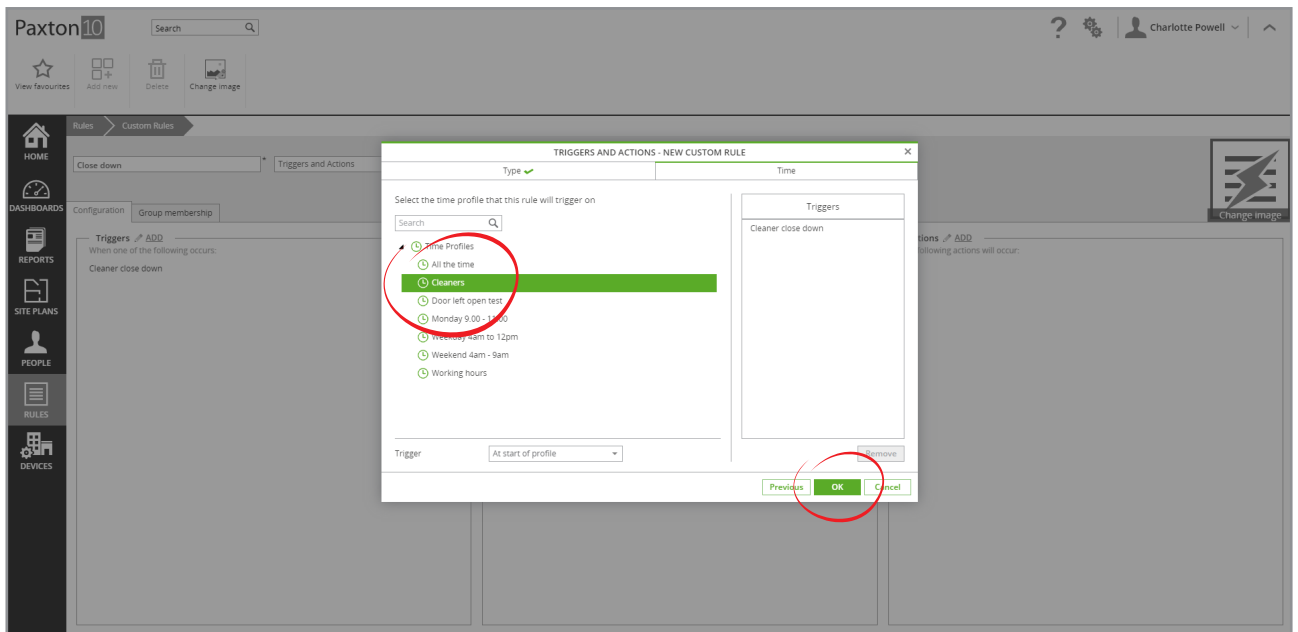 Paxton10
Search
Charlotte Powell
View favourites
Add new
Delete
Change image
HOME
DASHBOARDS
REPORTS
SITE PLANS
PEOPLE
RULES
DEVICES
Rules
Custom Rules
Close down
*
Triggers and Actions
Configuration
Group membership
Triggers
ADD
When one of the following occurs:
Cleaner close down
TRIGGERS AND ACTIONS - NEW CUSTOM RULE
Type
Time
Select the time profile that this rule will trigger on
Search
Time Profiles
All the time
Cleaners
Door left open test
Monday 9.00 - 11:00
Weekday 4am to 12pm
Weekend 4am - 9am
Working hours
Trigger
At start of profile
Triggers
Cleaner close down
Remove
Previous
OK
Cancel
tions
ADD
following actions will occur:
Change image